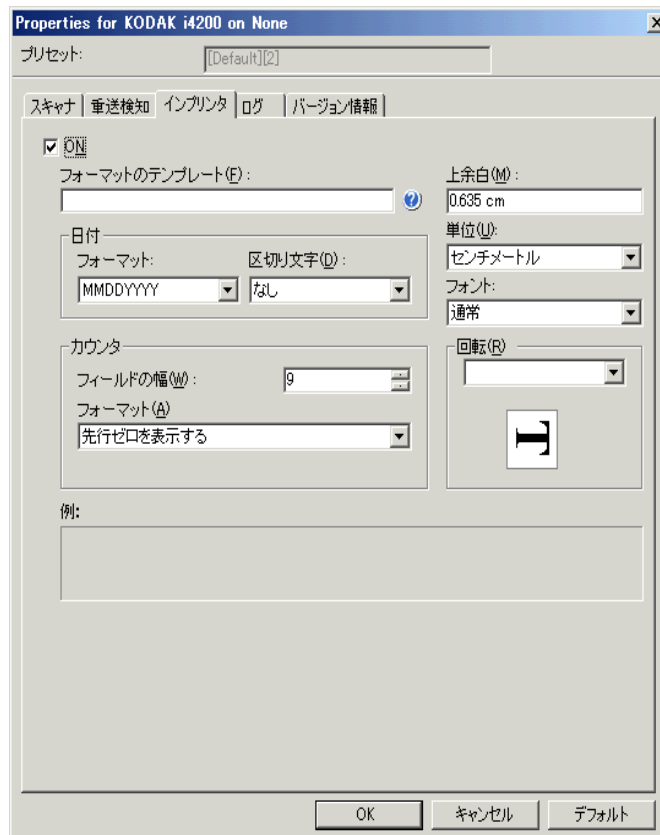 Properties for KODAK i4200 on None
プリセット: [Default][2]
スキャナ 重送検知 インプリンタ ログ バージョン情報
ON
フォーマットのテンプレート(F):
上余白(M):
0.635 cm
日付
フォーマット: 区切り文字(D):
MMDDYYYY なし
単位(U):
センチメートル
フォント:
通常
カウンタ
フィールドの幅(W): 9
フォーマット(A)
先行ゼロを表示する
回転(R)
例:
OK キャンセル デフォルト